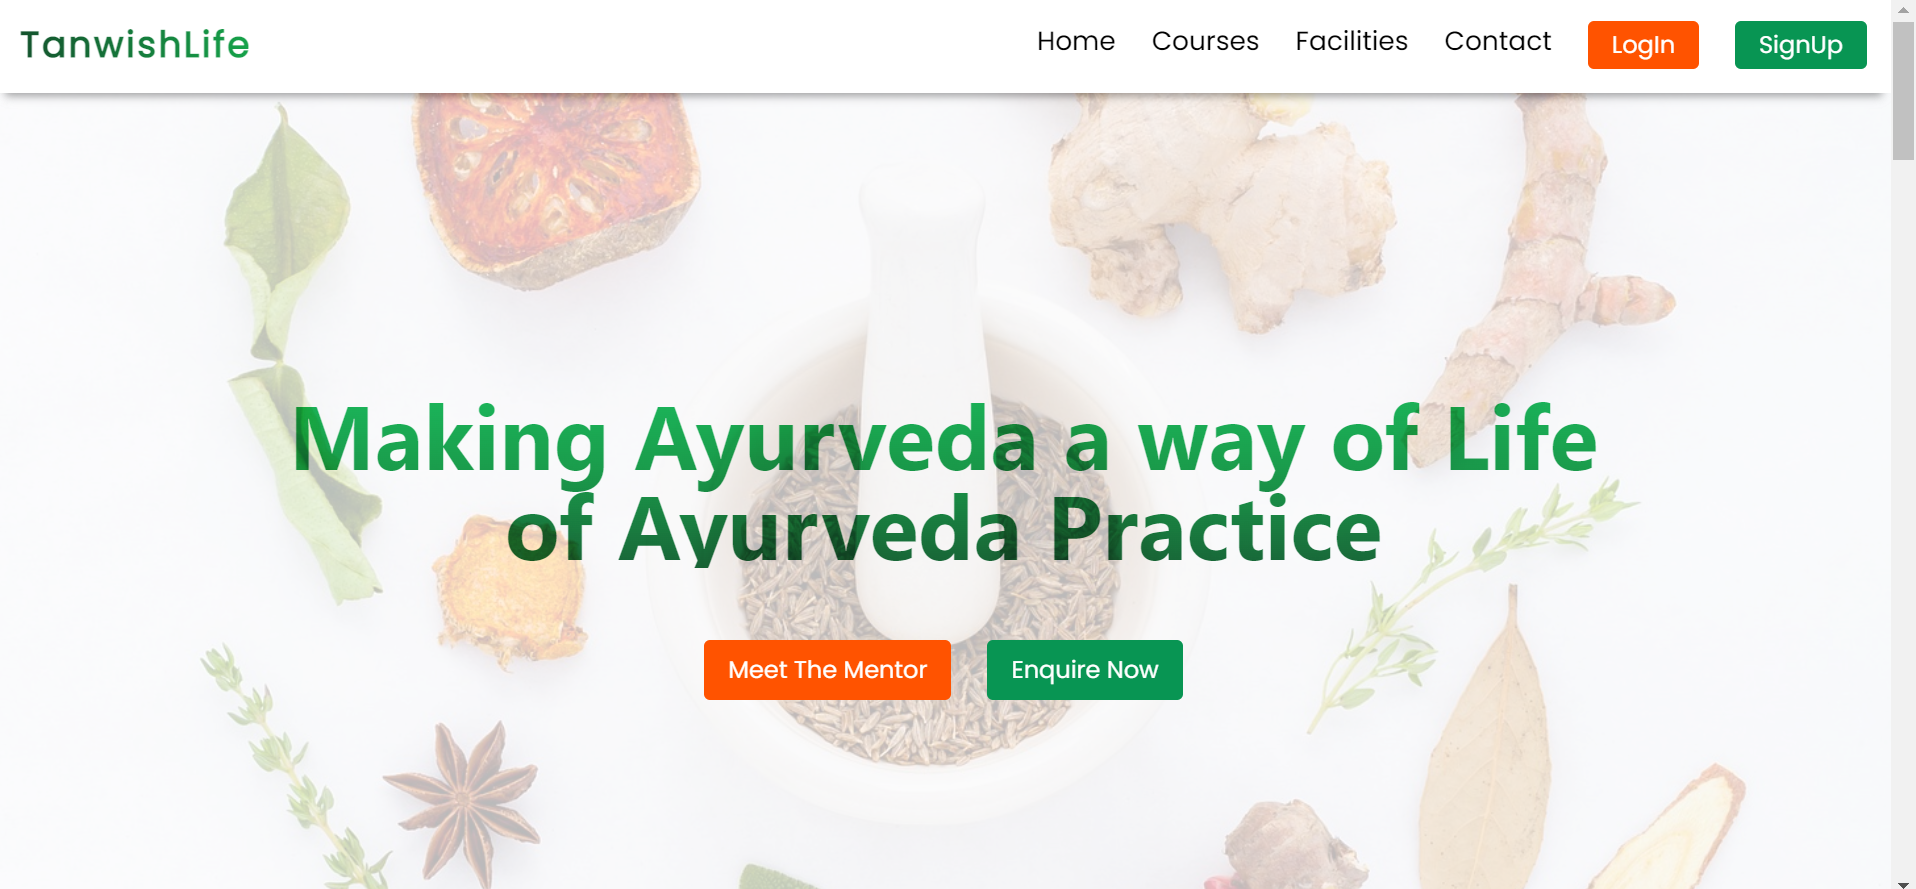 TanwishLife
Home Courses Facilities Contact LogIn SignUp
Making Ayurveda a way of Life
of Ayurveda Practice
Meet The Mentor Enquire Now